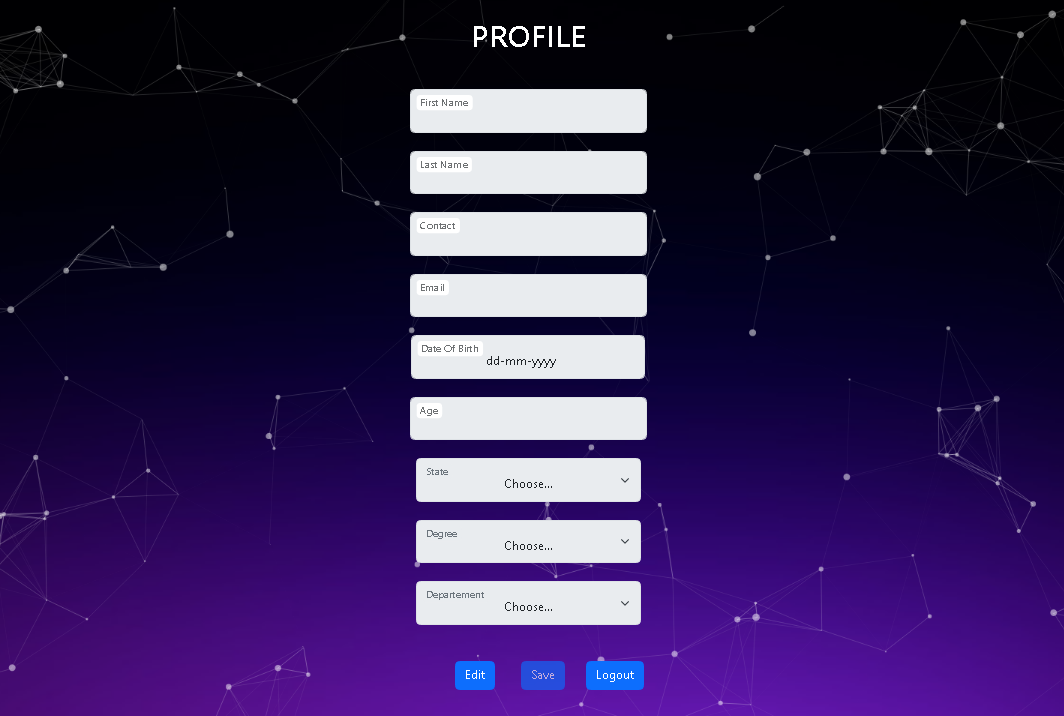 PROFILE
First Name
Last Name
Contact
Email
Date Of Birth
dd-mm-yyyy
Age
State
Choose...
Degree
Choose...
Departement
Choose...
Edit Save Logout